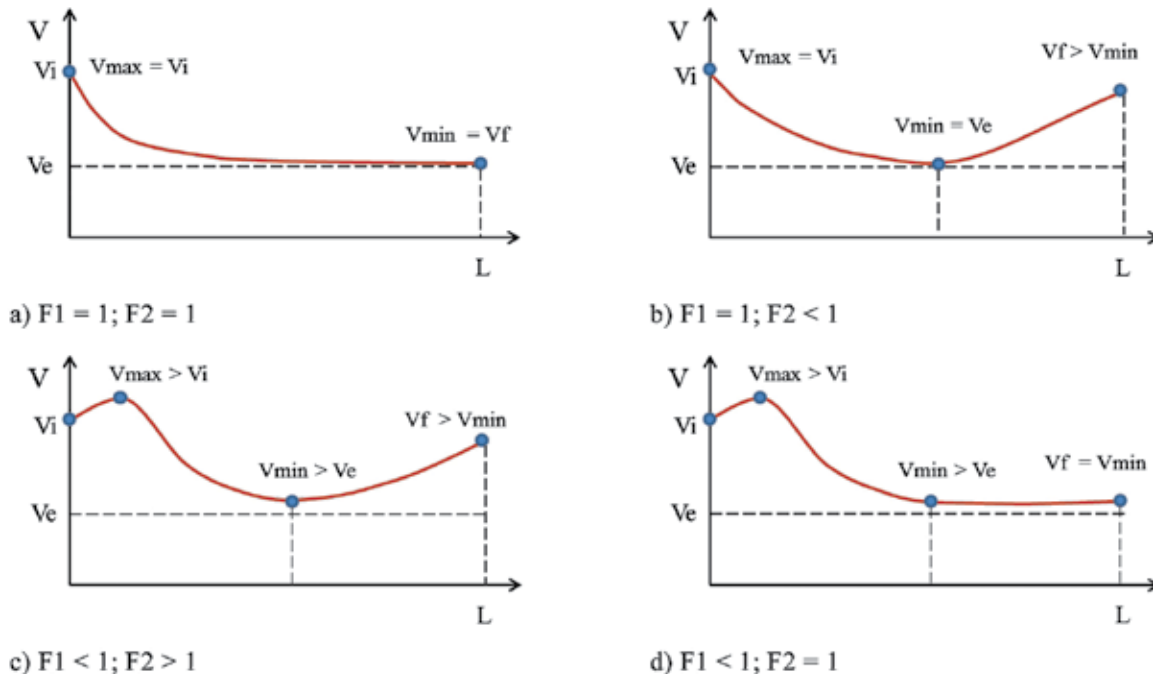 V
Vi
Vmax = Vi
Vmin = Vf
Ve
L
a) F1 = 1; F2 = 1
V
Vi
Vmax = Vi
Vf > Vmin
Vmin = Ve
Ve
L
b) F1 = 1; F2 < 1
V
Vmax > Vi
Vi
Vf > Vmin
Vmin > Ve
Ve
L
c) F1 < 1; F2 > 1
V
Vmax > Vi
Vi
Vmin > Ve
Vf = Vmin
Ve
L
d) F1 < 1; F2 = 1